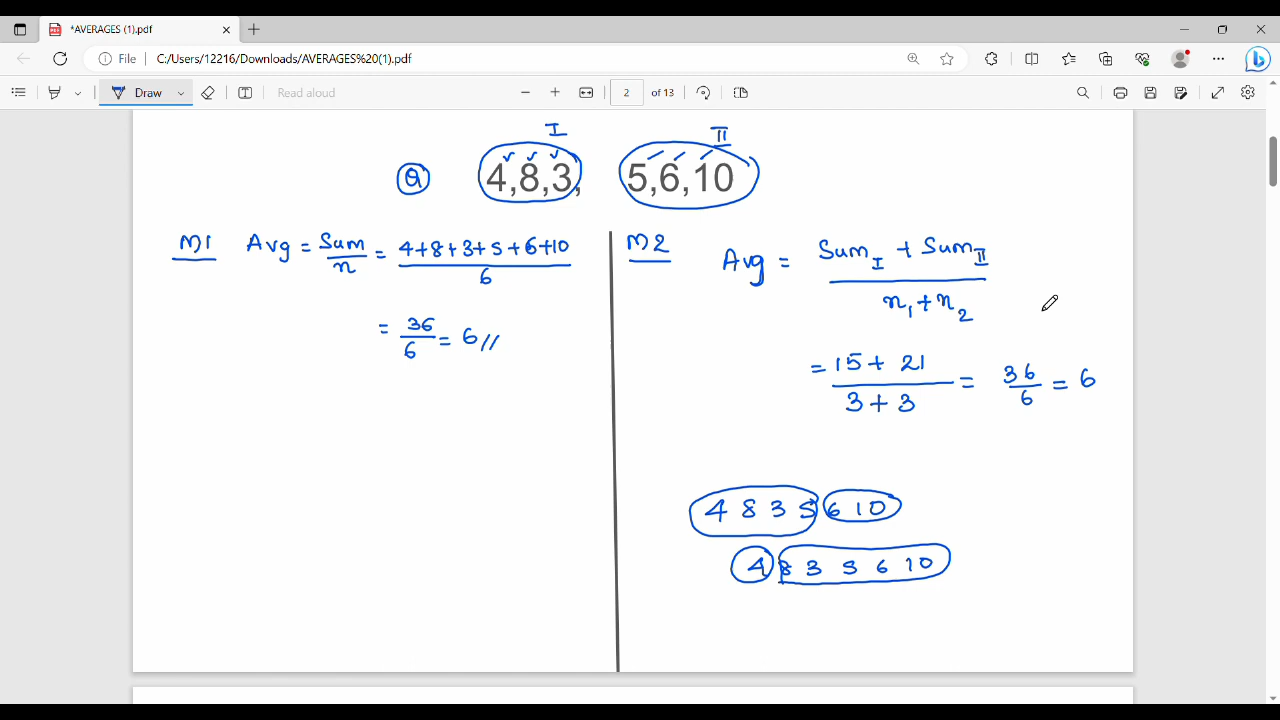 *AVERAGES (1).pdf
File C:/Users/12216/Downloads/AVERAGES%20(1).pdf
Draw Read aloud 2 of 13
I II
Q 4,8,3, 5,6,10
M1 Avg = Sum/n = 4+8+3+5+6+10/6
= 36/6 = 6//
M2 Avg = Sum I + Sum II / n1+n2
= 15+ 21 / 3+3 = 36/6 = 6
4 8 3 5 6 10
4 8 3 5 6 10